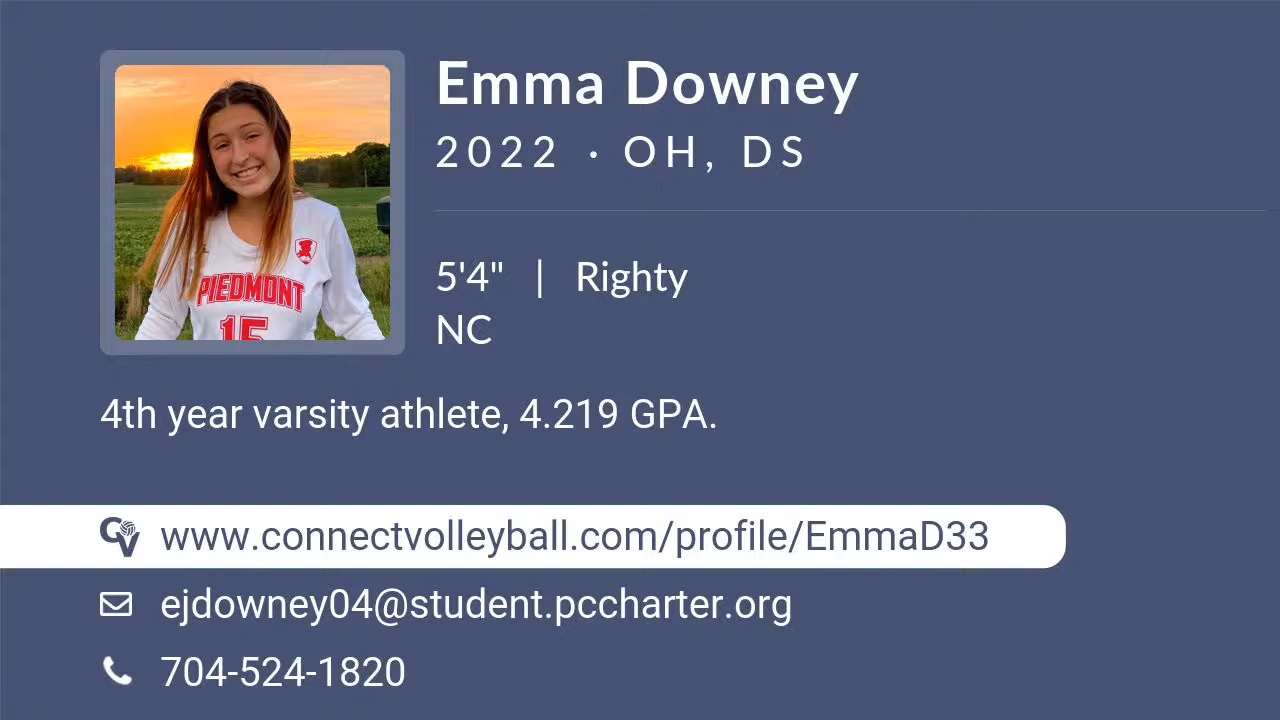 Emma Downey
2022 · OH, DS
5'4" | Righty
NC
PIEDMONT
15
4th year varsity athlete, 4.219 GPA.
CV www.connectvolleyball.com/profile/EmmaD33
ejdowney04@student.pccharter.org
704-524-1820